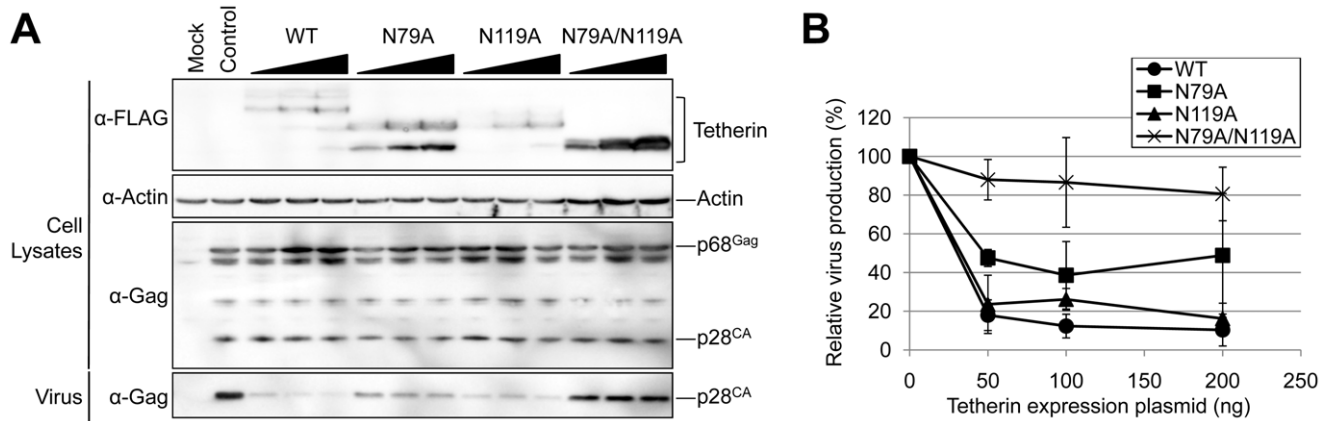 A
Mock
Control
WT
N79A
N119A
N79A/N119A
α-FLAG
Tetherin
α-Actin
Actin
Cell
Lysates
α-Gag
p68Gag
p28CA
Virus
α-Gag
p28CA
B
WT
N79A
N119A
N79A/N119A
Relative virus production (%)
120
100
80
60
40
20
0
0
50
100
150
200
250
Tetherin expression plasmid (ng)